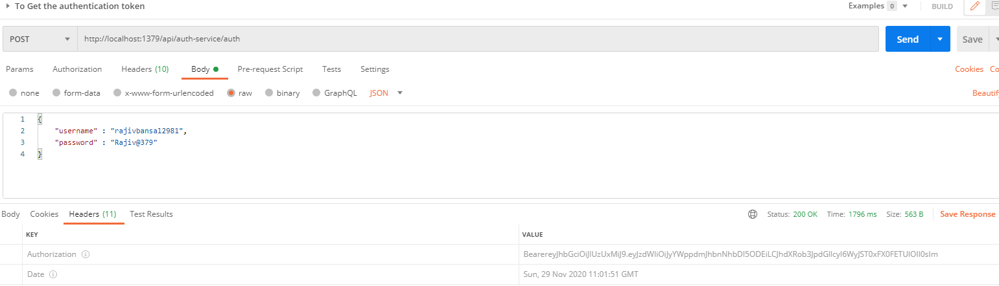 To Get the authentication token Examples 0 BUILD
POST http://localhost:1379/api/auth-service/auth Send Save
Params Authorization Headers (10) Body Pre-request Script Tests Settings Cookies Co
none form-data x-www-form-urlencoded raw binary GraphQL JSON Beautify
1 {
2 "username" : "rajivbansal2981",
3 "password" : "Rajiv@379"
4 }
Body Cookies Headers (11) Test Results Status: 200 OK Time: 1796 ms Size: 563 B Save Response
KEY VALUE
Authorization BearereyJhbGciOiJIUzUxMiJ9.eyJzdWIiOiJyYWppdmJhbnNhbDI5ODEiLCJhdXRob3JpdGllcyI6WyJST0xFX0FETUlOIl0sIm
Date Sun, 29 Nov 2020 11:01:51 GMT